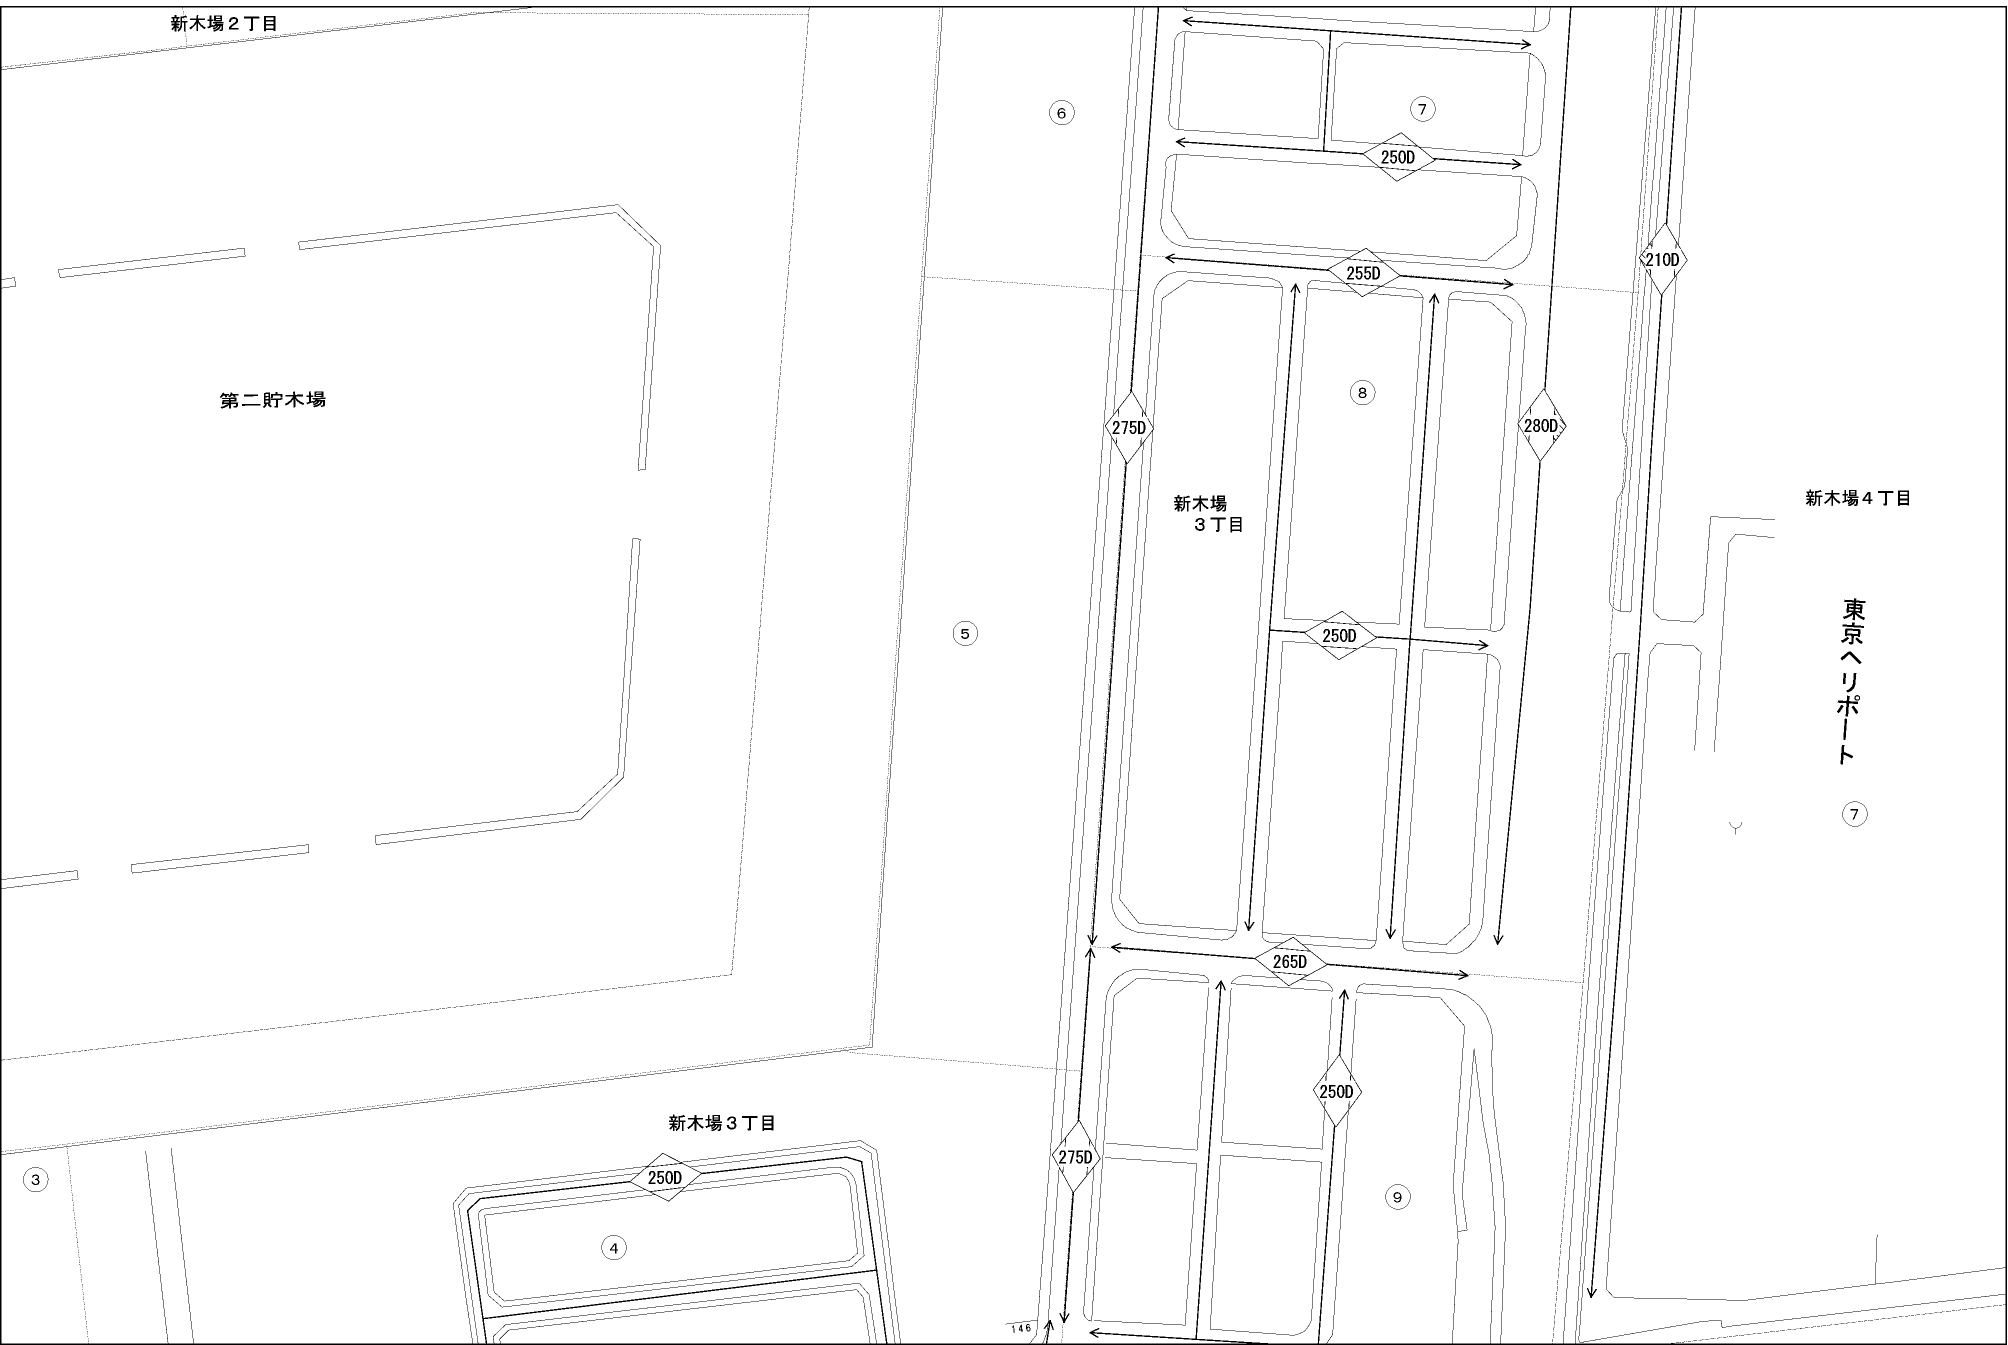 新木場２丁目
⑥
⑦
250D
255D
210D
第二貯木場
⑧
275D
280D
新木場
３丁目
新木場４丁目
⑤
250D
東京ヘリポート
⑦
265D
250D
新木場３丁目
275D
③
250D
⑨
④
146